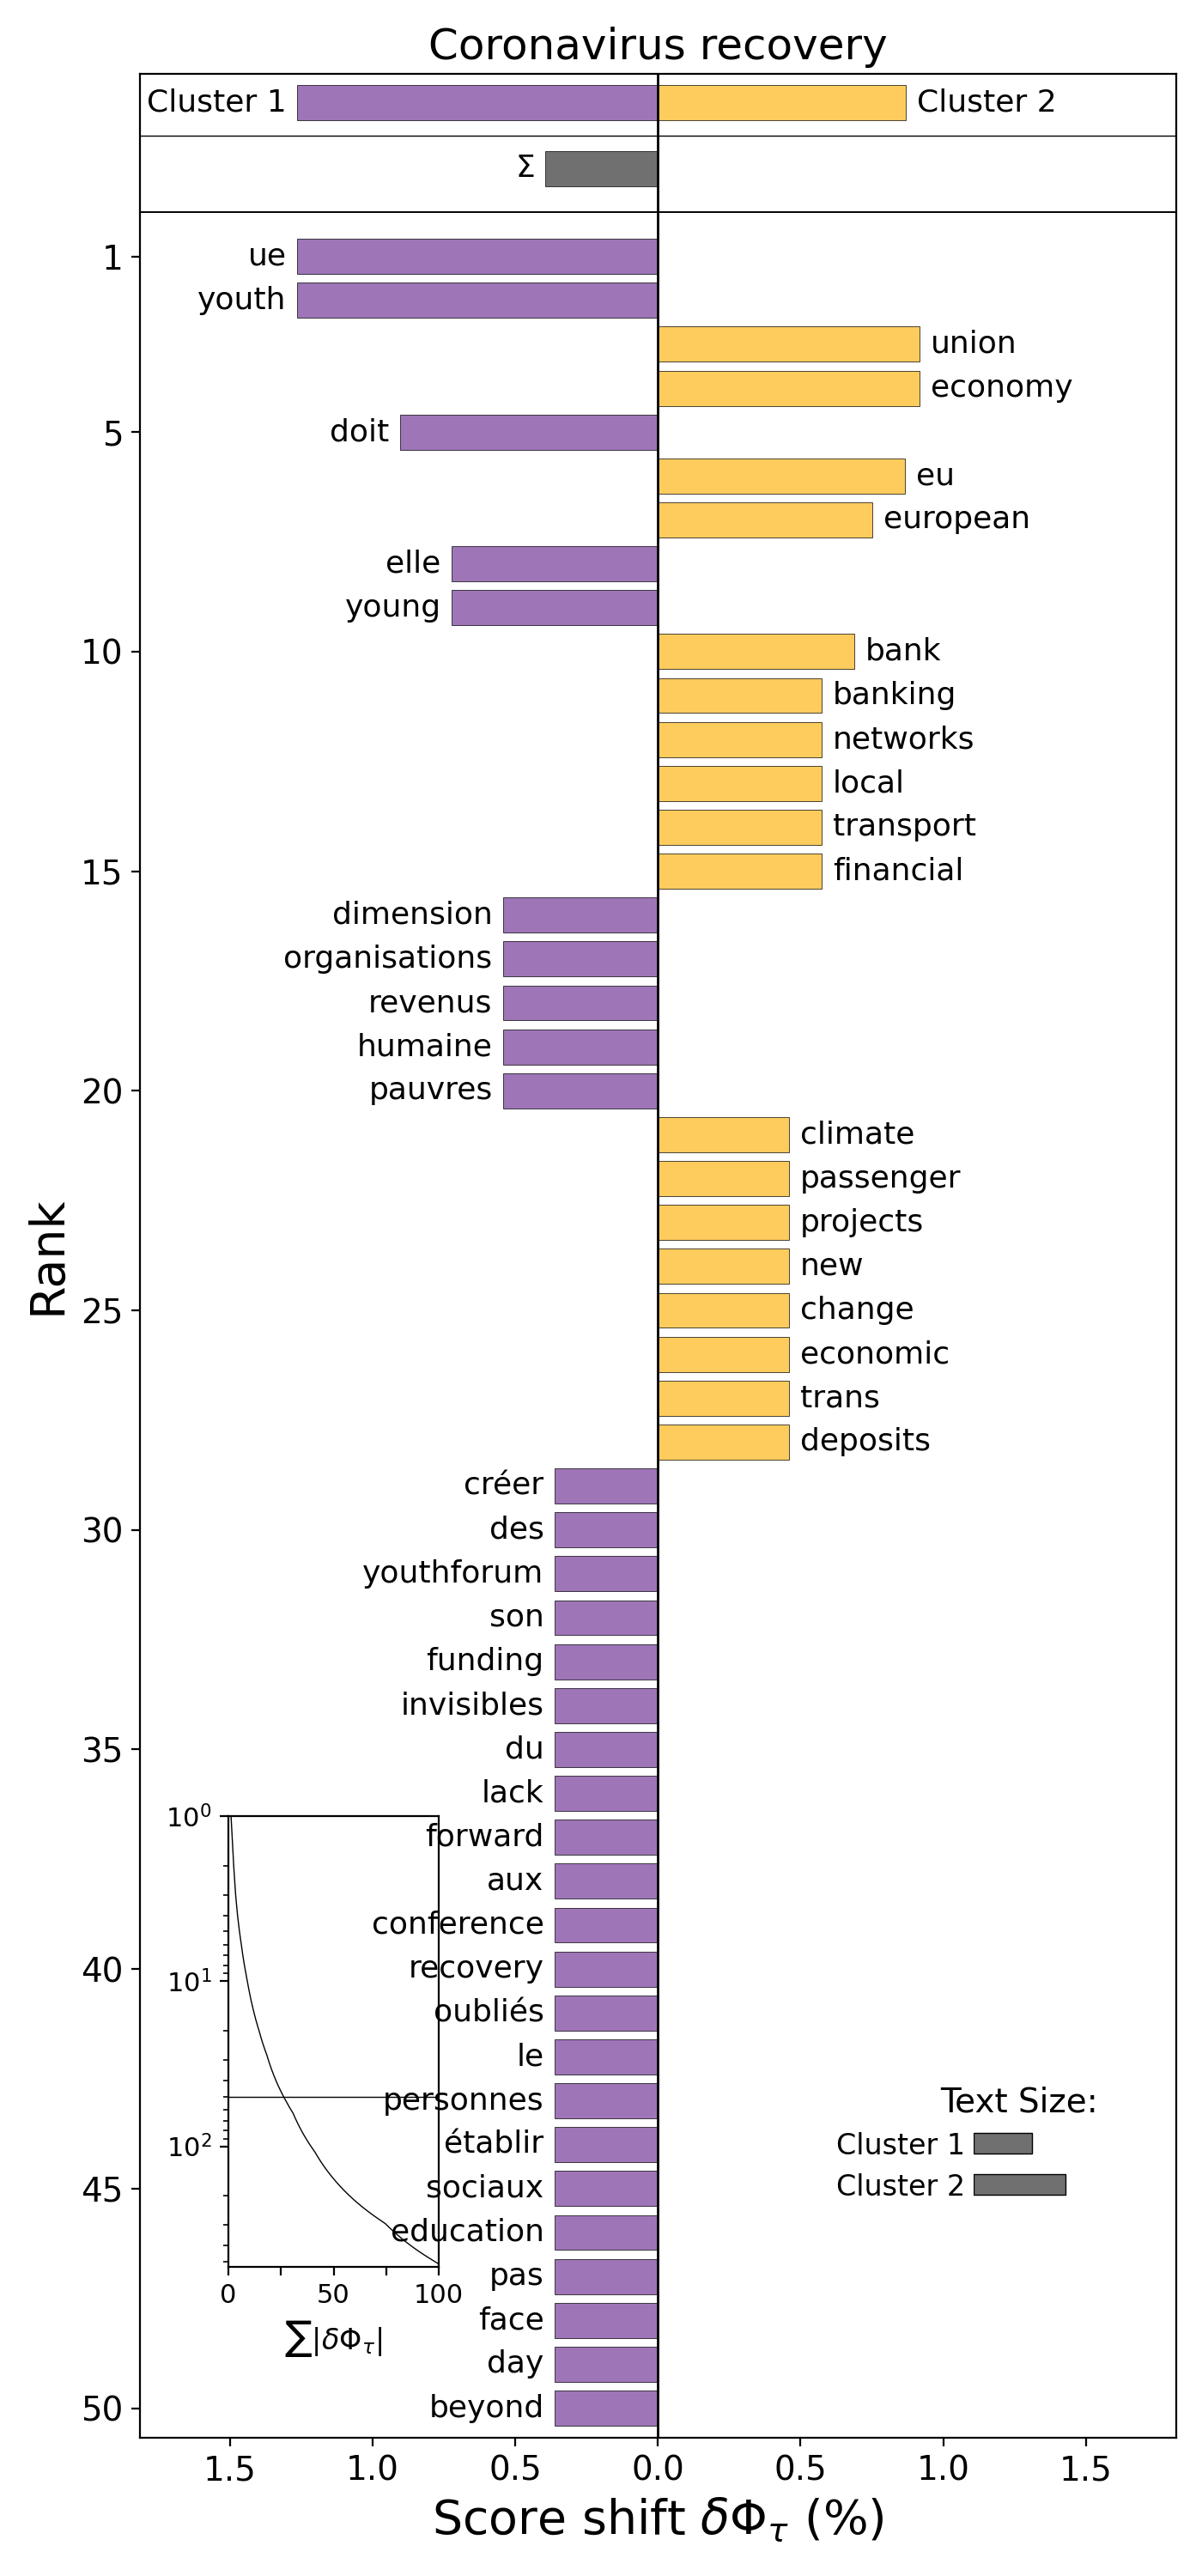 Coronavirus recovery
Cluster 1
Cluster 2
Σ
1
ue
youth
union
economy
5
doit
eu
european
elle
young
10
bank
banking
networks
local
transport
15
financial
dimension
organisations
revenus
humaine
20
pauvres
climate
passenger
projects
new
25
change
economic
trans
deposits
créer
30
des
youthforum
son
funding
invisibles
35
du
lack
forward
aux
conference
40
recovery
oubliés
le
personnes
établir
45
sociaux
education
pas
face
day
50
beyond
Rank
10⁰
10¹
10²
0 50 100
∑|δΦ_τ|
Text Size:
Cluster 1
Cluster 2
1.5 1.0 0.5 0.0 0.5 1.0 1.5
Score shift δΦ_τ (%)